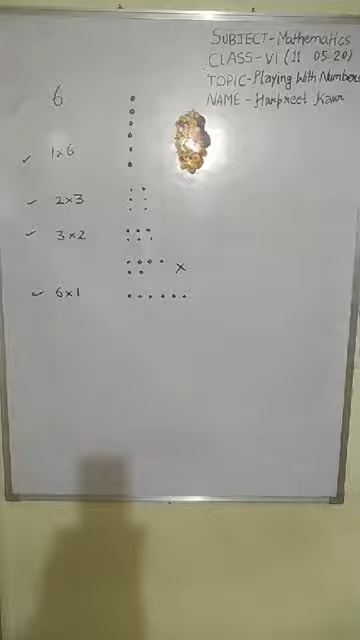 SUBJECT-Mathematics
CLASS-VI (11 05-20)
TOPIC-Playing With Numbers
NAME - Harpreet Kaur
6
✓ 1×6
✓ 2×3
✓ 3×2
×
✓ 6×1